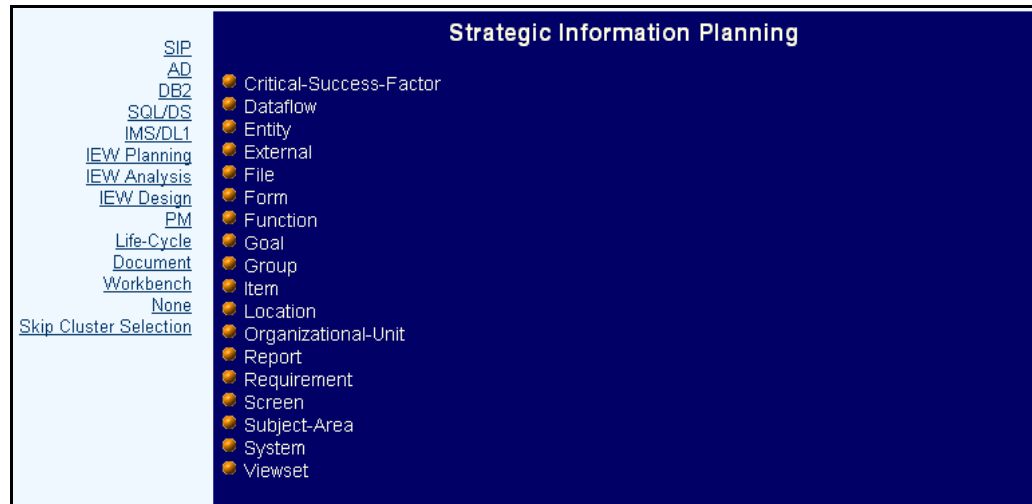 SIP
AD
DB2
SQL/DS
IMS/DL1
IEW Planning
IEW Analysis
IEW Design
PM
Life-Cycle
Document
Workbench
None
Skip Cluster Selection
Strategic Information Planning
Critical-Success-Factor
Dataflow
Entity
External
File
Form
Function
Goal
Group
Item
Location
Organizational-Unit
Report
Requirement
Screen
Subject-Area
System
Viewset